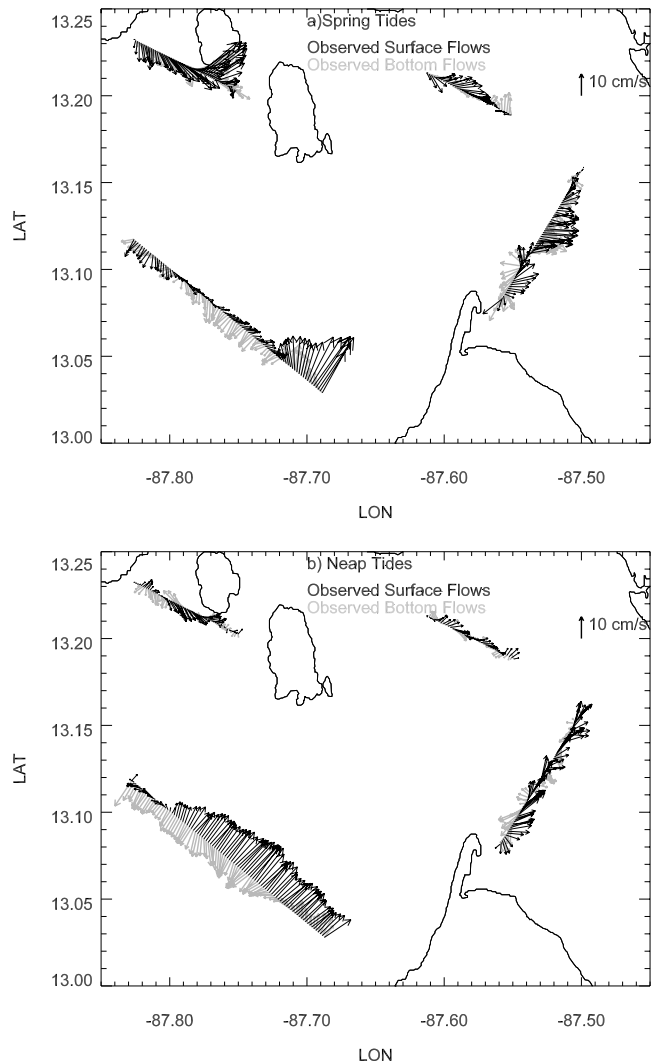 a)Spring Tides
Observed Surface Flows
Observed Bottom Flows
10 cm/s
13.25
13.20
13.15
13.10
13.05
13.00
LAT
-87.80 -87.70 -87.60 -87.50
LON
b) Neap Tides
Observed Surface Flows
Observed Bottom Flows
10 cm/s
13.25
13.20
13.15
13.10
13.05
13.00
LAT
-87.80 -87.70 -87.60 -87.50
LON